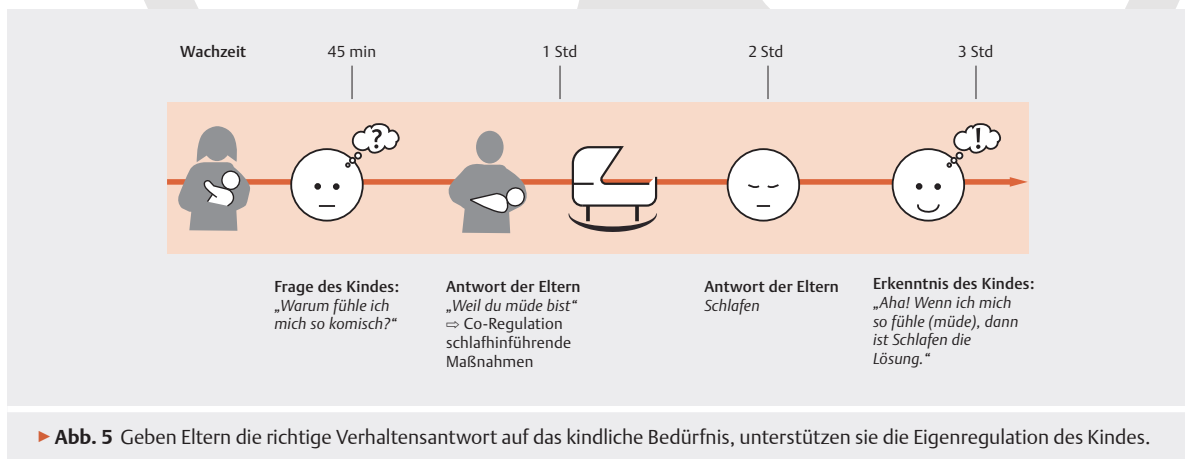 Wachzeit 45 min 1 Std 2 Std 3 Std
?
!
Frage des Kindes:
„Warum fühle ich
mich so komisch?“
Antwort der Eltern
„Weil du müde bist“
⇨ Co-Regulation
schlafhinführende
Maßnahmen
Antwort der Eltern
Schlafen
Erkenntnis des Kindes:
„Aha! Wenn ich mich
so fühle (müde), dann
ist Schlafen die
Lösung.“
▶ Abb. 5 Geben Eltern die richtige Verhaltensantwort auf das kindliche Bedürfnis, unterstützen sie die Eigenregulation des Kindes.